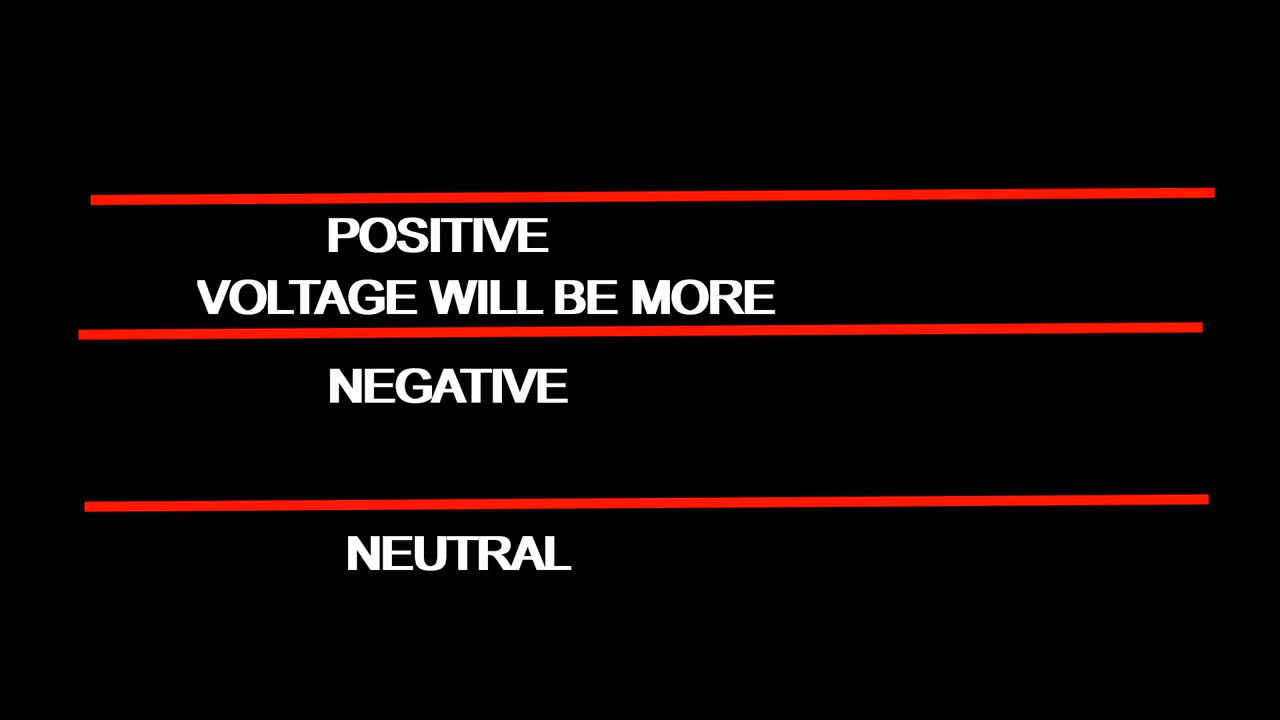 POSITIVE
VOLTAGE WILL BE MORE
NEGATIVE
NEUTRAL